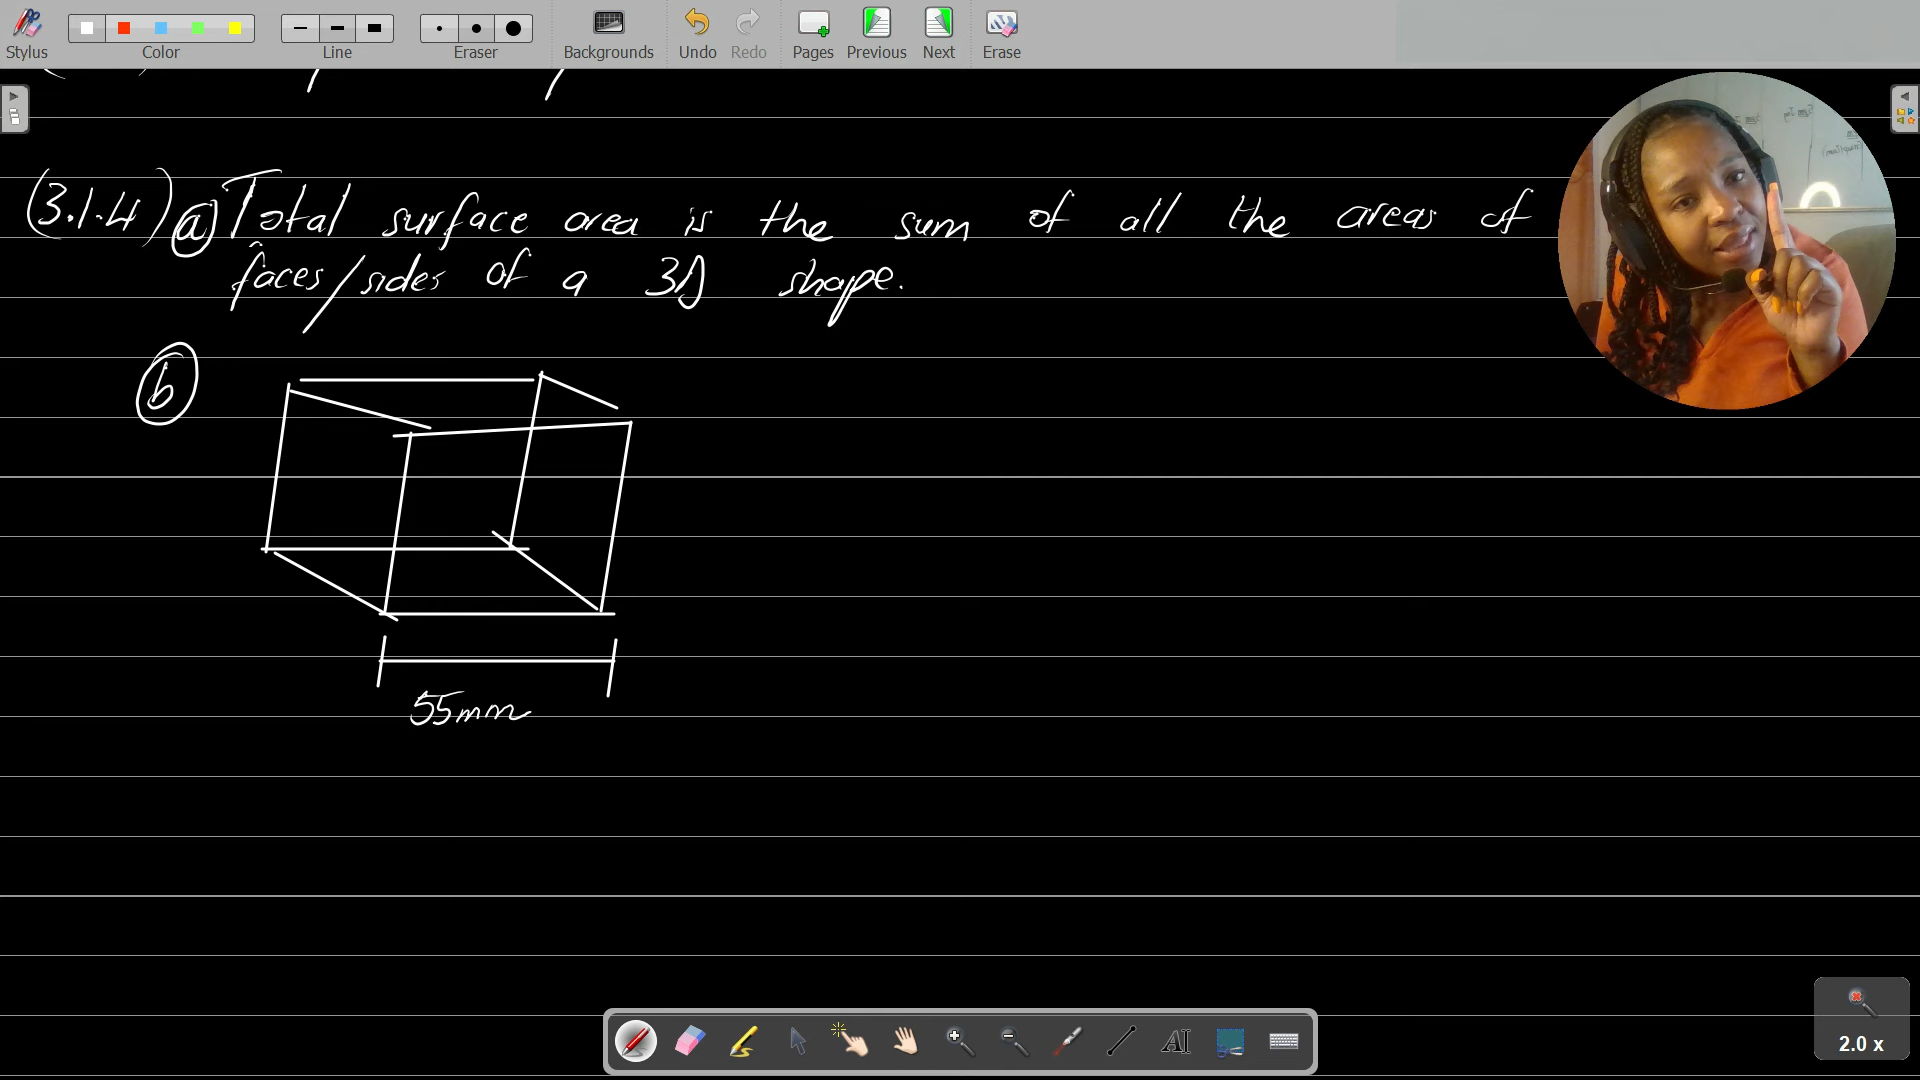 Stylus Color Line Eraser Backgrounds Undo Redo Pages Previous Next Erase
(3.1.4) a) Total surface area is the sum of all the areas of
faces/sides of a 3D shape.
b
55mm
AI
2.0 x